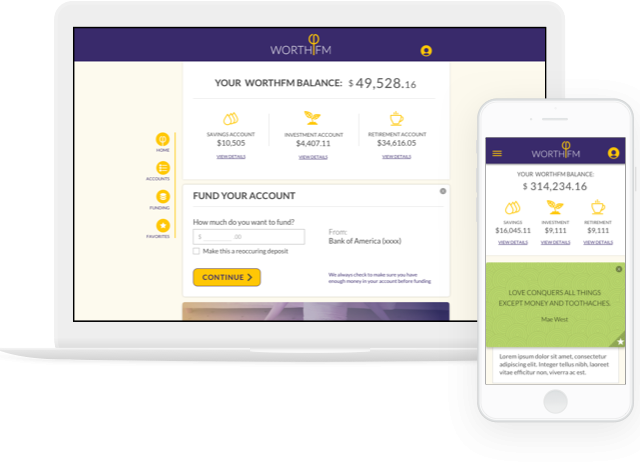 WORTHFM
YOUR WORTHFM BALANCE: $ 49,528.16
SAVINGS ACCOUNT
$10,505
VIEW DETAILS
INVESTMENT ACCOUNT
$4,407.11
VIEW DETAILS
RETIREMENT ACCOUNT
$34,616.05
VIEW DETAILS
HOME
ACCOUNTS
FUNDING
FAVORITES
FUND YOUR ACCOUNT
How much do you want to fund?
$ .00
Make this a reaccuring deposit
From:
Bank of America (xxxx)
CONTINUE
We always check to make sure you have
enough money in your account before funding
WORTHFM
YOUR WORTHFM BALANCE:
$ 314,234.16
SAVINGS
$16,045.11
VIEW DETAILS
INVESTMENT
$9,111
VIEW DETAILS
RETIREMENT
$9,111
VIEW DETAILS
LOVE CONQUERS ALL THINGS
EXCEPT MONEY AND TOOTHACHES.
Mae West
Lorem ipsum dolor sit amet, consectetur
adipiscing elit. Integer tellus nibh, laoreet
vitae efficitur non, viverra ac est.